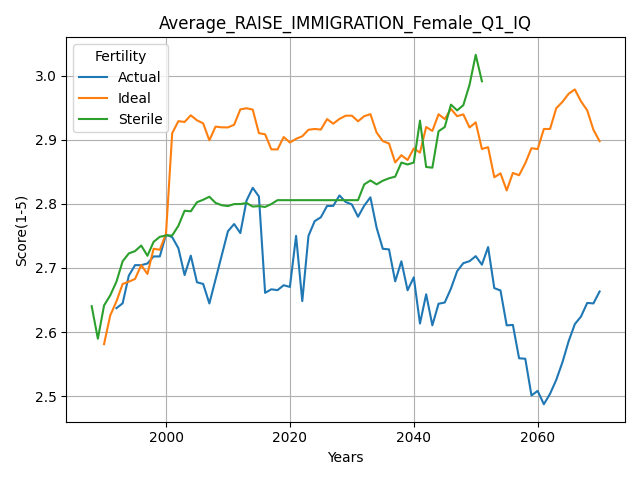 Average_RAISE_IMMIGRATION_Female_Q1_IQ
Fertility
Actual
Ideal
Sterile
Score(1-5)
3.0
2.9
2.8
2.7
2.6
2.5
2000
2020
2040
2060
Years